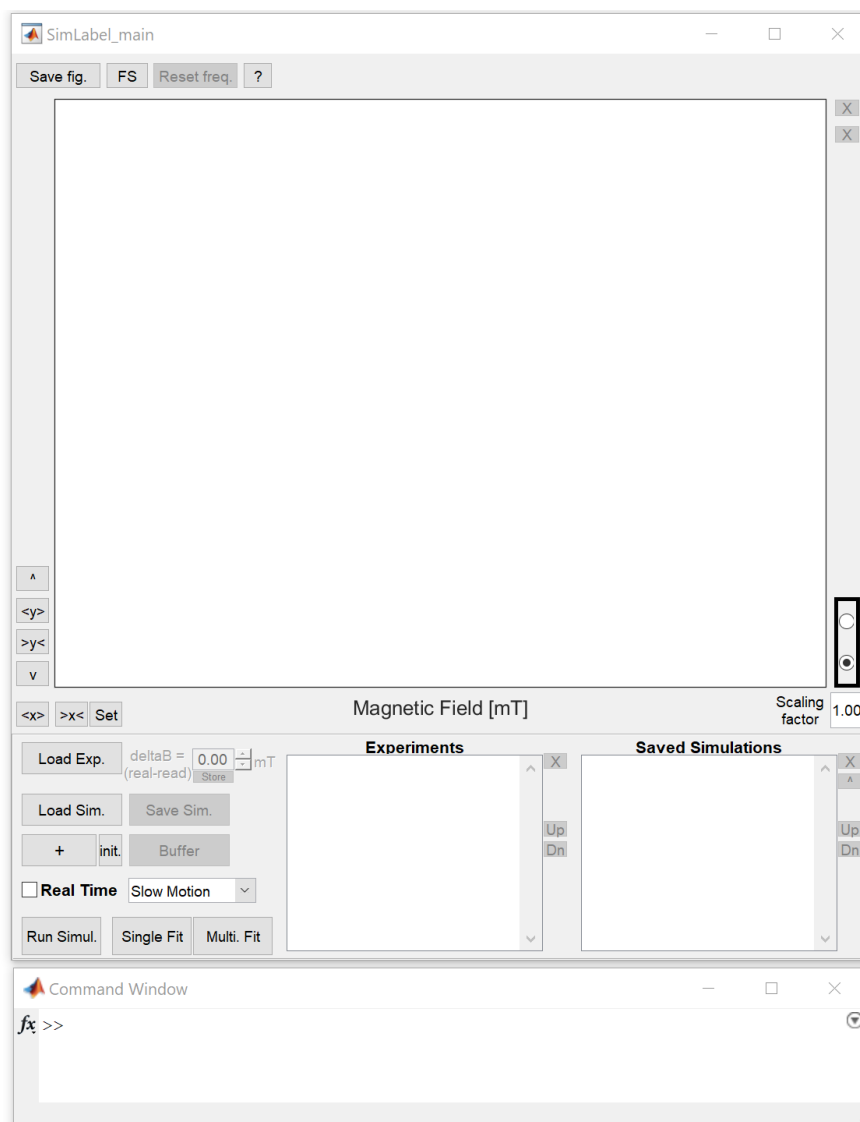 SimLabel_main
Save fig. FS Reset freq. ?
X
X
^
<y>
>y<
v
<x> >x< Set
Magnetic Field [mT]
Scaling
factor
1.00
Load Exp.
deltaB =
(real-read)
0.00
Store
mT
Load Sim. Save Sim.
+ init. Buffer
Real Time Slow Motion
Run Simul. Single Fit Multi. Fit
Experiments
X
Up
Dn
Saved Simulations
X
^
Up
Dn
Command Window
fx >>